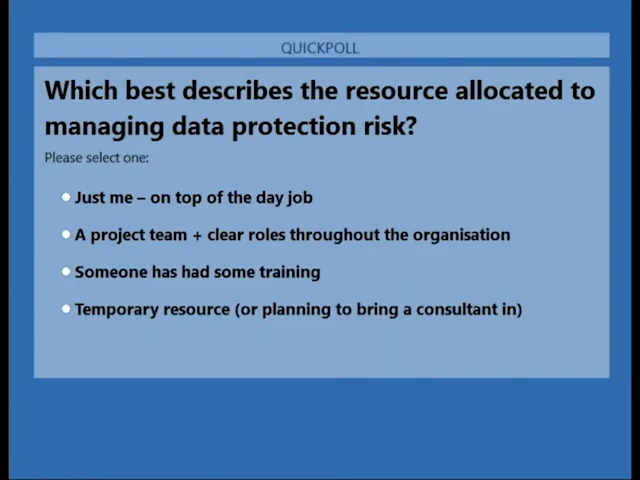 QUICKPOLL
Which best describes the resource allocated to
managing data protection risk?
Please select one:
Just me – on top of the day job
A project team + clear roles throughout the organisation
Someone has had some training
Temporary resource (or planning to bring a consultant in)